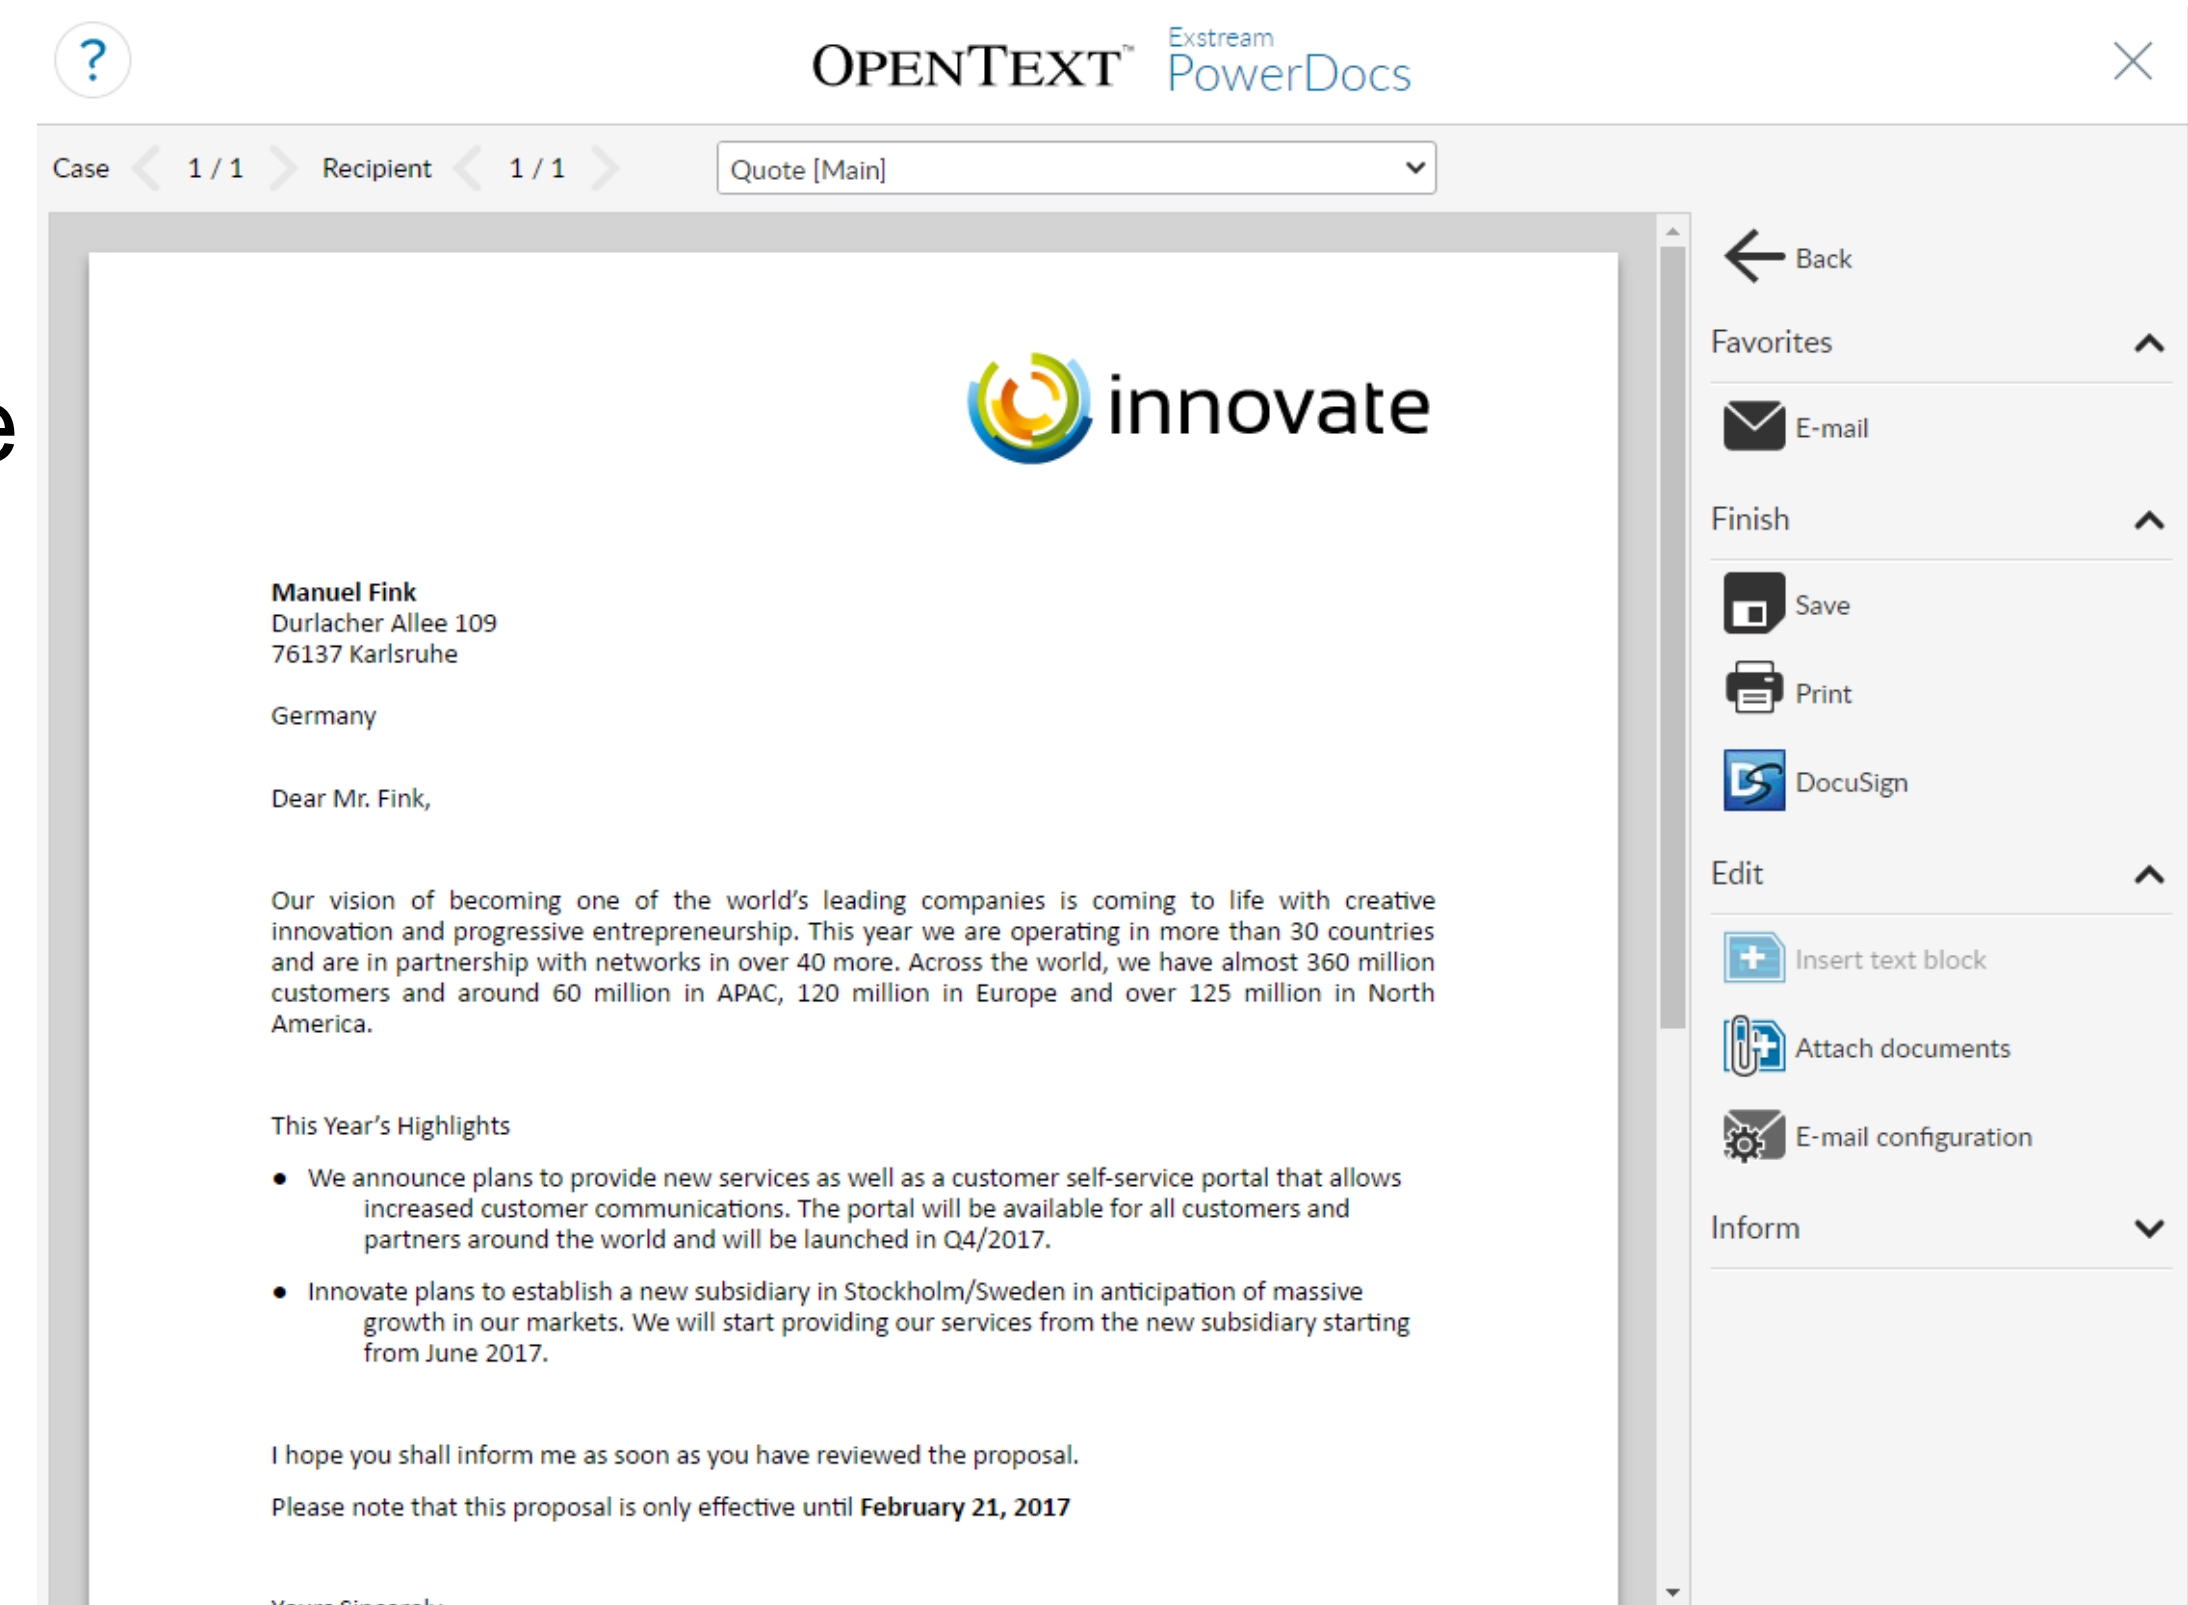 ?
OPENTEXT™ Exstream PowerDocs
Case 1 / 1 Recipient 1 / 1 Quote [Main]
innovate
Manuel Fink
Durlacher Allee 109
76137 Karlsruhe
Germany
Dear Mr. Fink,
Our vision of becoming one of the world's leading companies is coming to life with creative
innovation and progressive entrepreneurship. This year we are operating in more than 30 countries
and are in partnership with networks in over 40 more. Across the world, we have almost 360 million
customers and around 60 million in APAC, 120 million in Europe and over 125 million in North
America.
This Year's Highlights
● We announce plans to provide new services as well as a customer self-service portal that allows
increased customer communications. The portal will be available for all customers and
partners around the world and will be launched in Q4/2017.
● Innovate plans to establish a new subsidiary in Stockholm/Sweden in anticipation of massive
growth in our markets. We will start providing our services from the new subsidiary starting
from June 2017.
I hope you shall inform me as soon as you have reviewed the proposal.
Please note that this proposal is only effective until February 21, 2017
Back
Favorites
E-mail
Finish
Save
Print
DS DocuSign
Edit
Insert text block
Attach documents
E-mail configuration
Inform